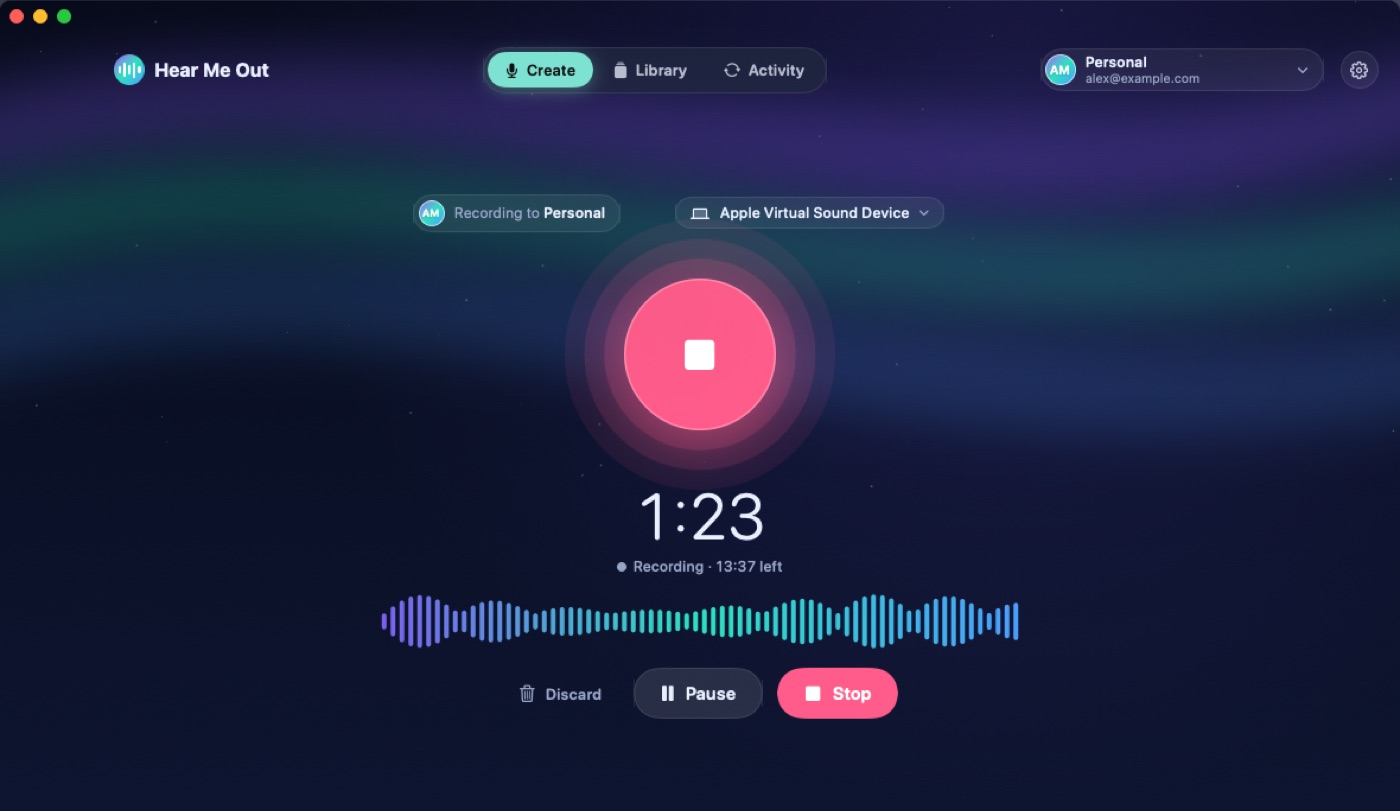 Hear Me Out
Create
Library
Activity
AM
Personal
alex@example.com
AM
Recording to Personal
Apple Virtual Sound Device
1:23
Recording · 13:37 left
Discard
Pause
Stop